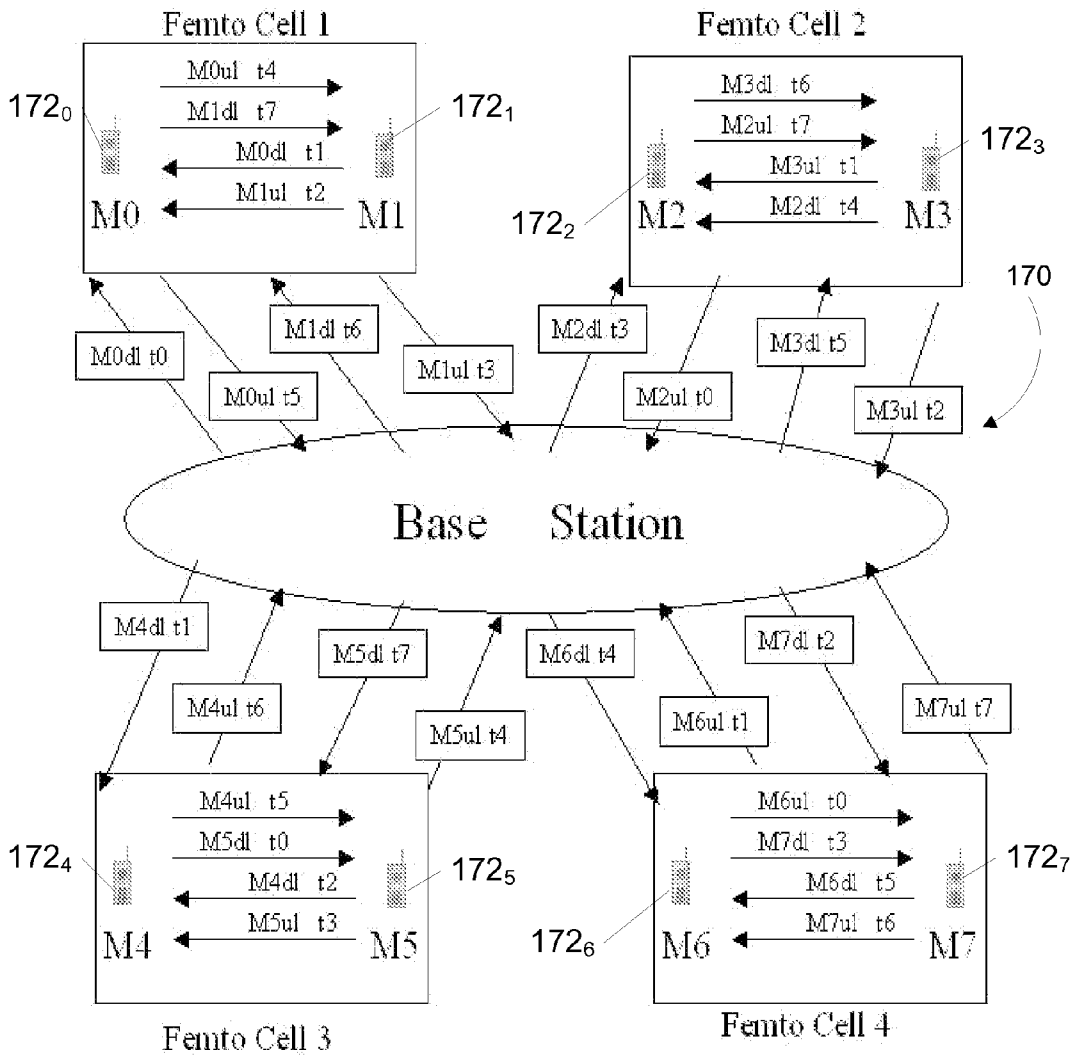 Femto Cell 1
Femto Cell 2
M0ul t4
M1dl t7
M0dl t1
M1ul t2
172₀
172₁
M0
M1
M3dl t6
M2ul t7
M3ul t1
M2dl t4
172₂
172₃
M2
M3
170
M0dl t0
M0ul t5
M1dl t6
M1ul t3
M2dl t3
M2ul t0
M3dl t5
M3ul t2
Base Station
M4dl t1
M4ul t6
M5dl t7
M5ul t4
M6dl t4
M6ul t1
M7dl t2
M7ul t7
M4ul t5
M5dl t0
M4dl t2
M5ul t3
172₄
172₅
M4
M5
M6ul t0
M7dl t3
M6dl t5
M7ul t6
172₆
172₇
M6
M7
Femto Cell 3
Femto Cell 4